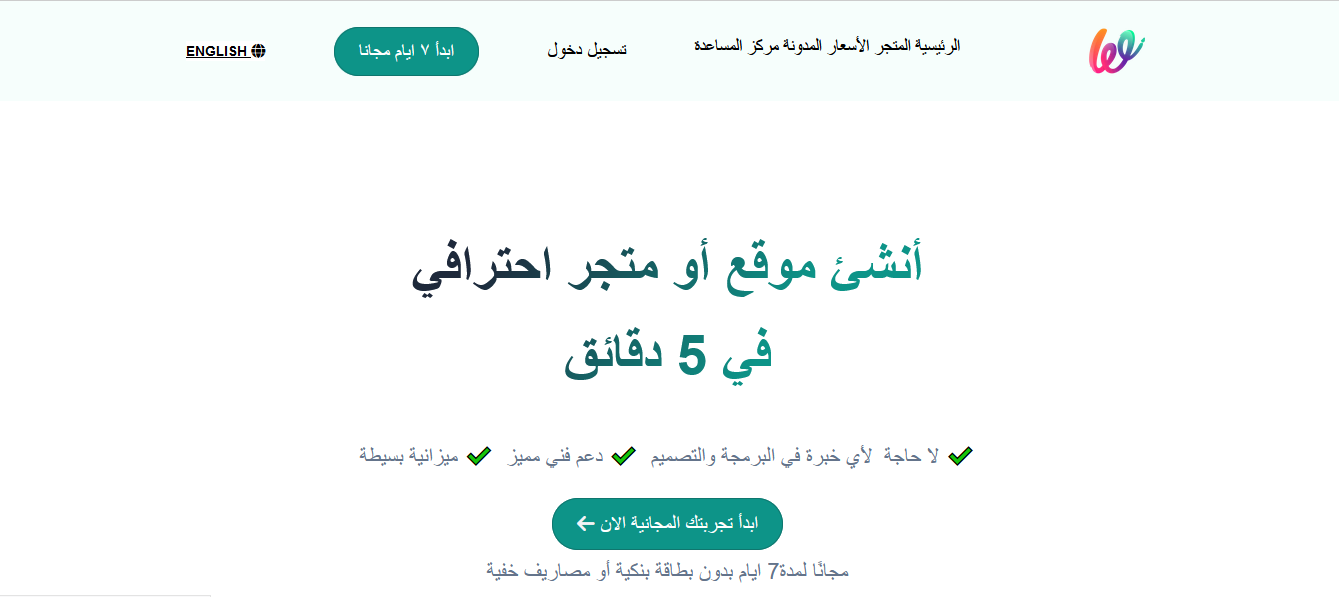 الرئيسية المتجر الأسعار المدونة مركز المساعدة
تسجيل دخول
ابدأ ٧ ايام مجانا
ENGLISH
أنشئ موقع أو متجر احترافي
في 5 دقائق
لا حاجة لأي خبرة في البرمجة والتصميم دعم فني مميز ميزانية بسيطة
ابدأ تجربتك المجانية الان
مجانًا لمدة7 ايام بدون بطاقة بنكية أو مصاريف خفية